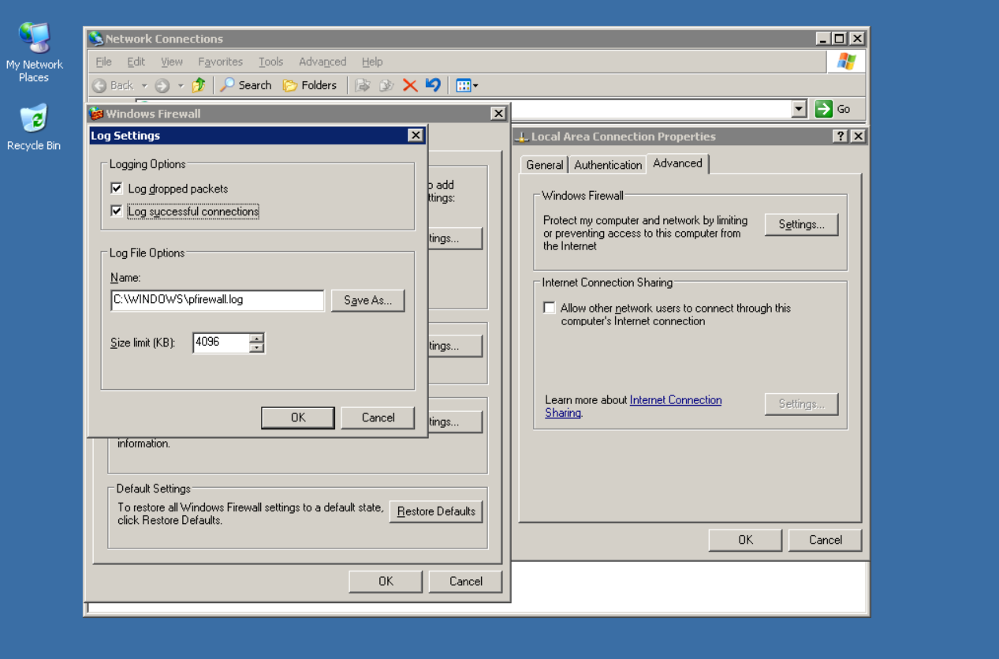 My Network
Places
Recycle Bin
Network Connections
File Edit View Favorites Tools Advanced Help
Back Search Folders
Go
Windows Firewall
Log Settings
Logging Options
Log dropped packets
Log successful connections
Log File Options
Name:
C:\WINDOWS\pfirewall.log
Save As...
Size limit (KB): 4096
OK Cancel
add
ttings:
tings...
tings...
tings...
information.
Default Settings
To restore all Windows Firewall settings to a default state,
click Restore Defaults.
Restore Defaults
OK Cancel
Local Area Connection Properties
General Authentication Advanced
Windows Firewall
Protect my computer and network by limiting
or preventing access to this computer from
the Internet
Settings...
Internet Connection Sharing
Allow other network users to connect through this
computer's Internet connection
Learn more about Internet Connection
Sharing.
Settings...
OK Cancel